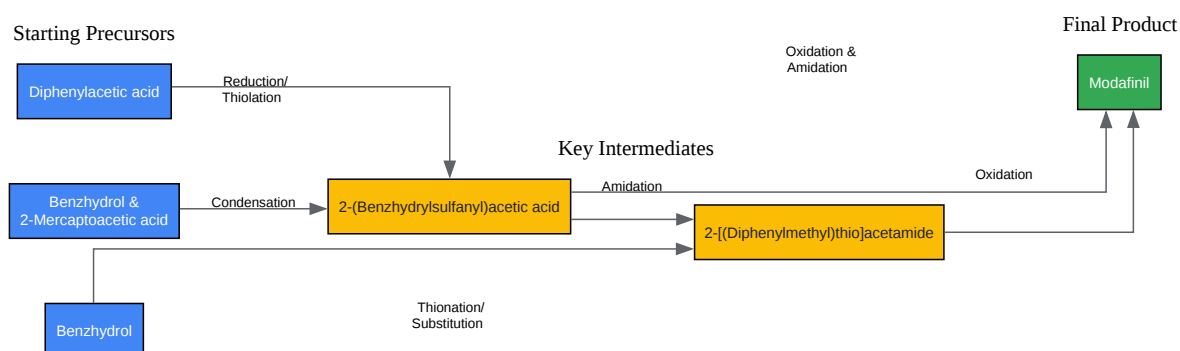 Starting Precursors
Final Product
Oxidation &
Amidation
Diphenylacetic acid
Reduction/
Thiolation
Modafinil
Key Intermediates
Oxidation
Benzhydrol &
2-Mercaptoacetic acid
Condensation
2-(Benzhydrylsulfanyl)acetic acid
Amidation
2-[(Diphenylmethyl)thio]acetamide
Thionation/
Substitution
Benzhydrol